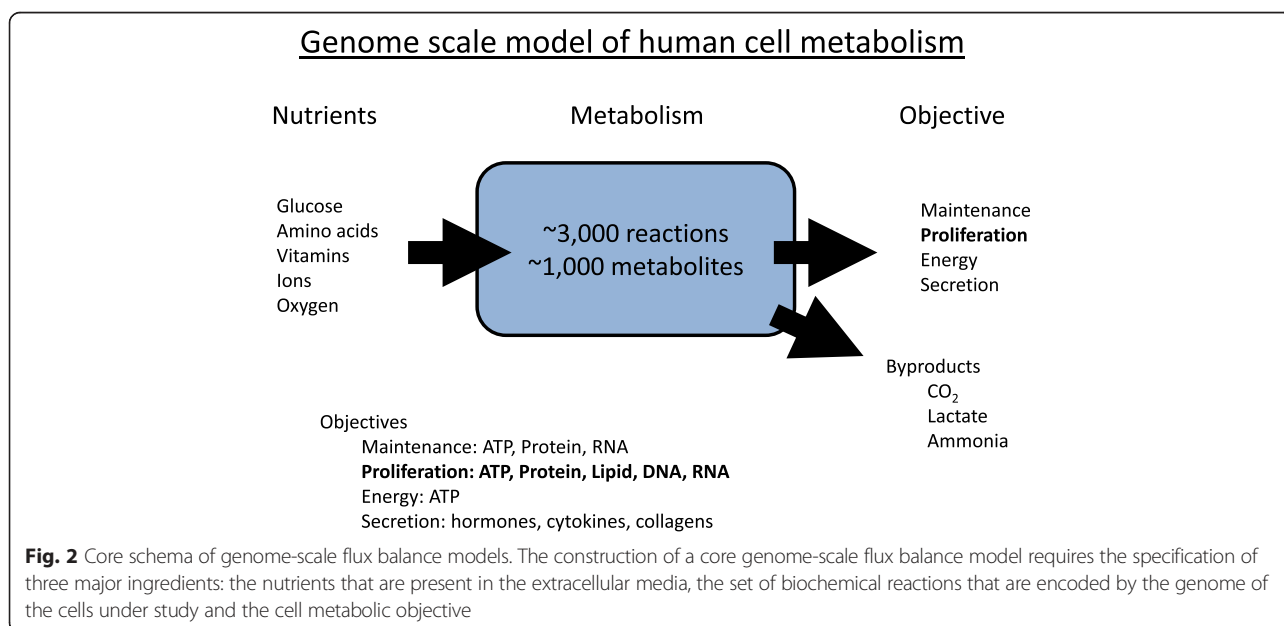 Genome scale model of human cell metabolism
Nutrients
Metabolism
Objective
Glucose
Amino acids
Vitamins
Ions
Oxygen
~3,000 reactions
~1,000 metabolites
Maintenance
Proliferation
Energy
Secretion
Byproducts
CO₂
Lactate
Ammonia
Objectives
Maintenance: ATP, Protein, RNA
Proliferation: ATP, Protein, Lipid, DNA, RNA
Energy: ATP
Secretion: hormones, cytokines, collagens
Fig. 2 Core schema of genome-scale flux balance models. The construction of a core genome-scale flux balance model requires the specification of
three major ingredients: the nutrients that are present in the extracellular media, the set of biochemical reactions that are encoded by the genome of
the cells under study and the cell metabolic objective